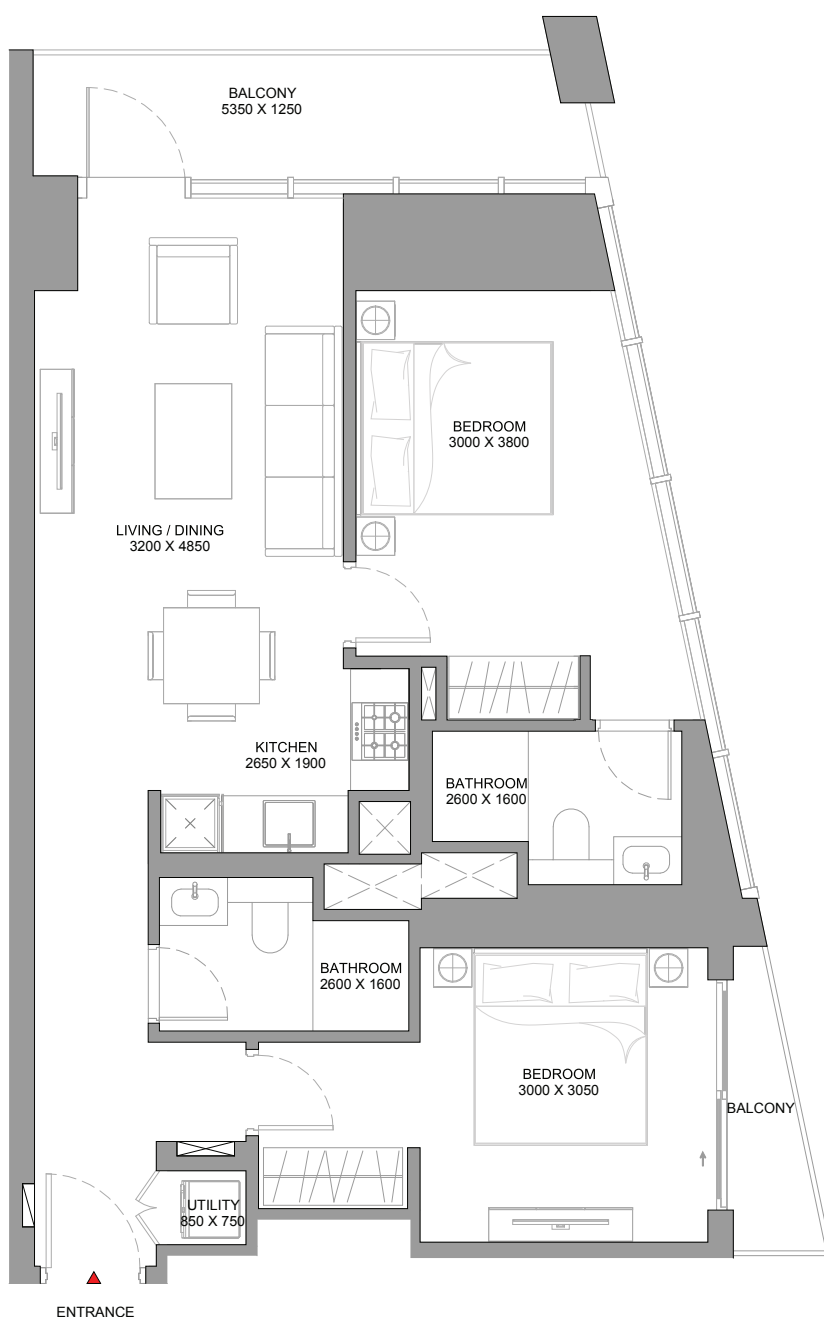 BALCONY
5350 X 1250
BEDROOM
3000 X 3800
LIVING / DINING
3200 X 4850
KITCHEN
2650 X 1900
BATHROOM
2600 X 1600
BATHROOM
2600 X 1600
BEDROOM
3000 X 3050
BALCONY
UTILITY
850 X 750
ENTRANCE